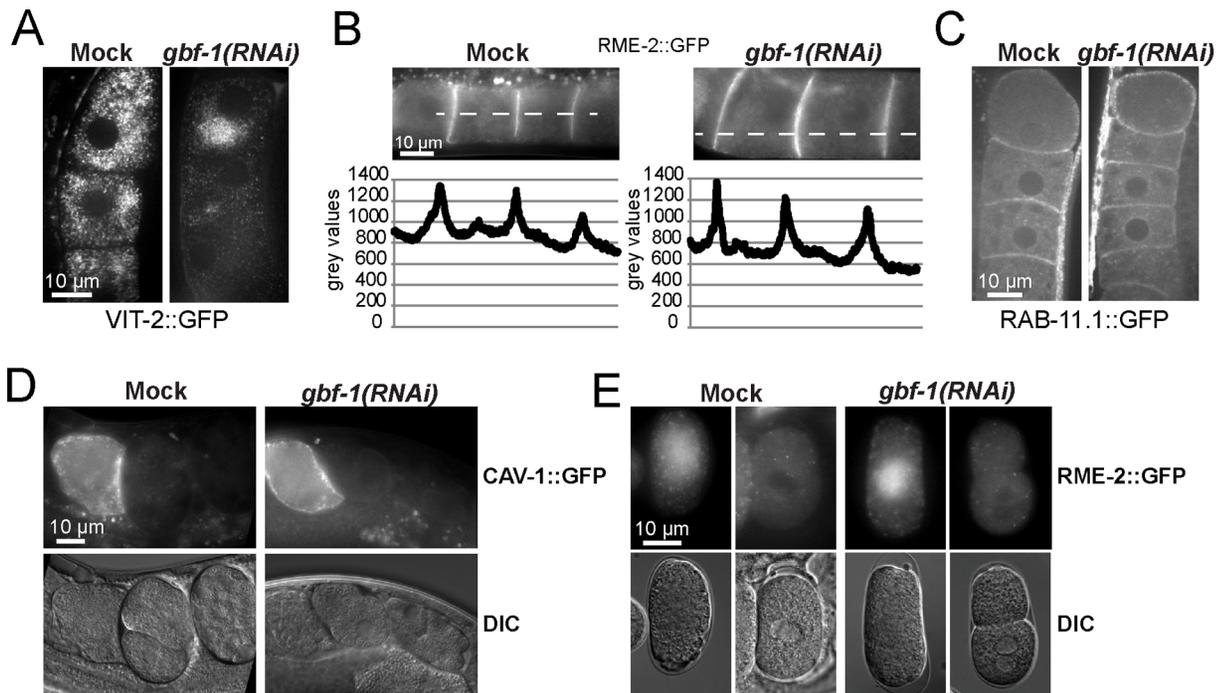 A
Mock gbf-1(RNAi)
10 µm
VIT-2::GFP
B
RME-2::GFP
Mock gbf-1(RNAi)
10 µm
grey values
1400
1200
1000
800
600
400
200
0
grey values
1400
1200
1000
800
600
400
200
0
C
Mock gbf-1(RNAi)
10 µm
RAB-11.1::GFP
D
Mock gbf-1(RNAi)
CAV-1::GFP
10 µm
DIC
E
Mock gbf-1(RNAi)
RME-2::GFP
10 µm
DIC